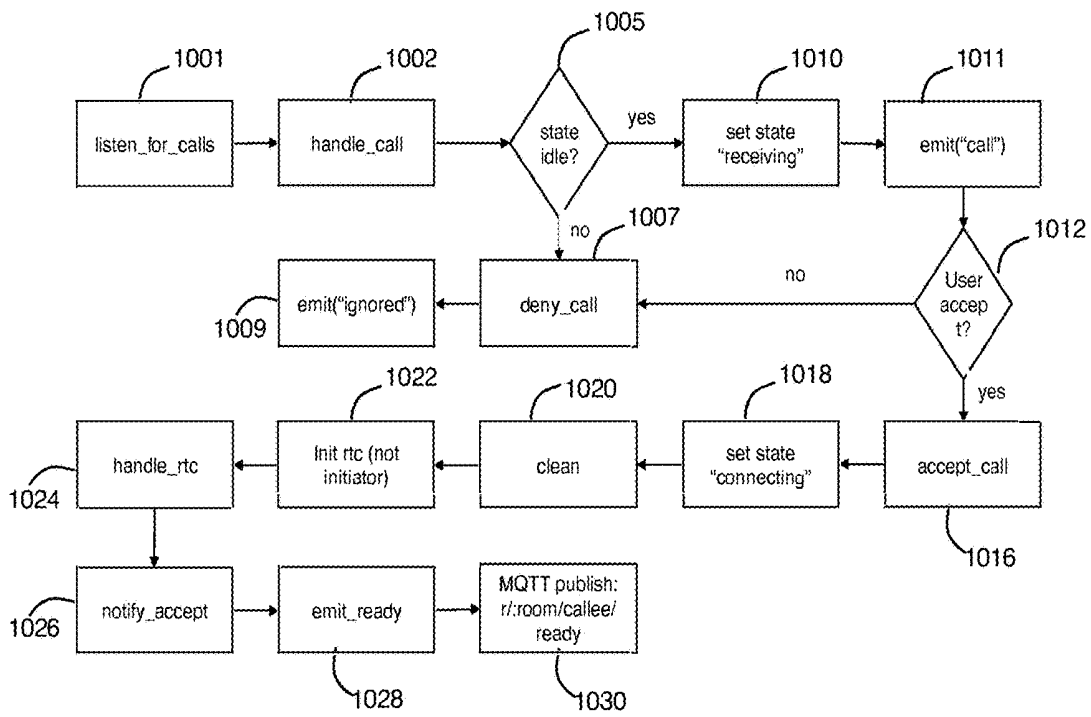 1001
1002
1005
1010
1011
listen_for_calls
handle_call
state
idle?
yes
set state
"receiving"
emit("call")
no
1007
1012
emit("ignored")
1009
deny_call
no
User
accep
t?
1022
1020
1018
yes
handle_rtc
1024
Init rtc (not
initiator)
clean
set state
"connecting"
accept_call
1016
notify_accept
1026
emit_ready
1028
MQTT publish:
r/:room/callee/
ready
1030